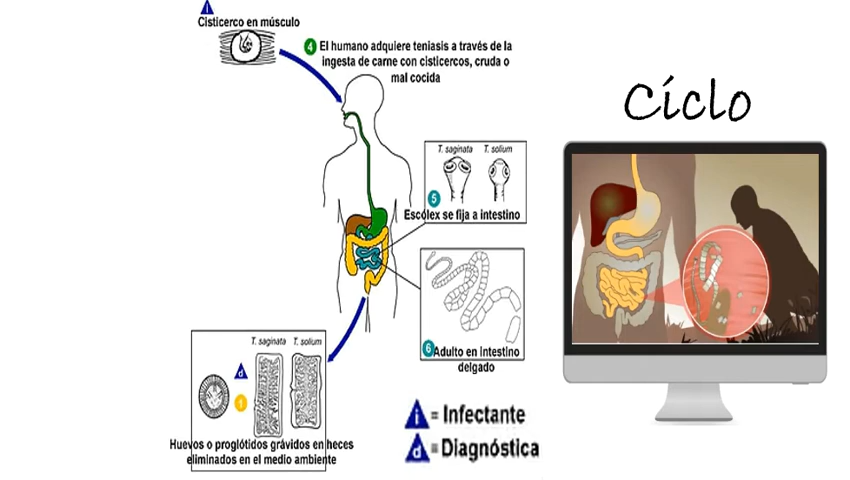 i
Cisticerco en músculo
4 El humano adquiere teniasis a través de la
ingesta de carne con cisticercos, cruda o
mal cocida
Ciclo
T. saginata T. solium
5
Escólex se fija a intestino
6 Adulto en intestino
delgado
T. saginata T. solium
d
1
Huevos o proglótidos grávidos en heces
eliminados en el medio ambiente
i = Infectante
d = Diagnóstica